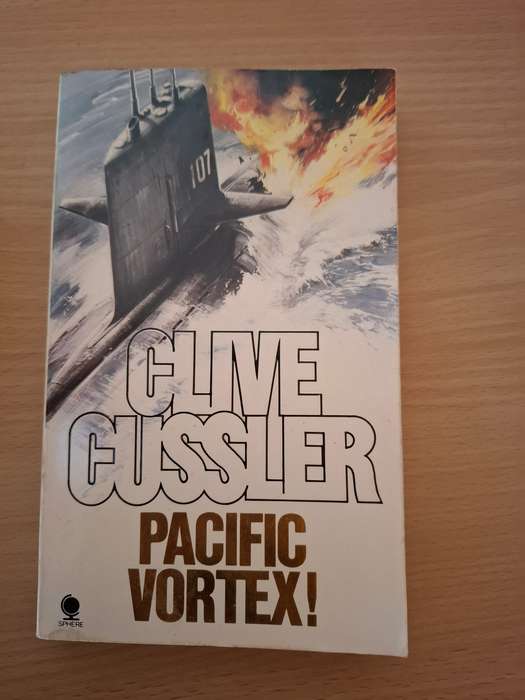 107
CLIVE
CUSSLER
PACIFIC
VORTEX!
SPHERE